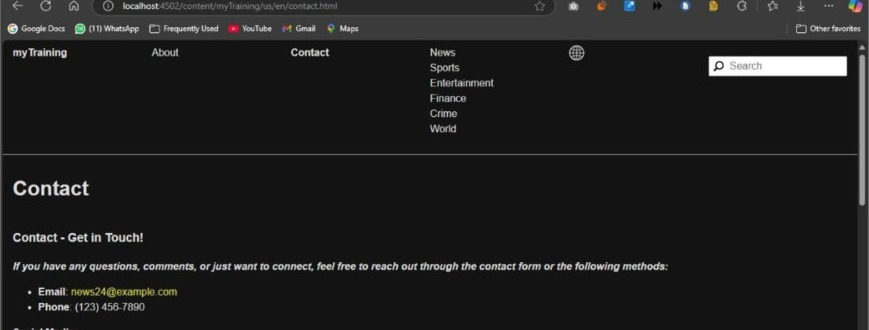 localhost:4502/content/myTraining/us/en/contact.html
Google Docs (11) WhatsApp Frequently Used YouTube Gmail Maps Other favorites
myTraining About Contact News
Sports
Entertainment
Finance
Crime
World
Search
Contact
Contact - Get in Touch!
If you have any questions, comments, or just want to connect, feel free to reach out through the contact form or the following methods:
• Email: news24@example.com
• Phone: (123) 456-7890